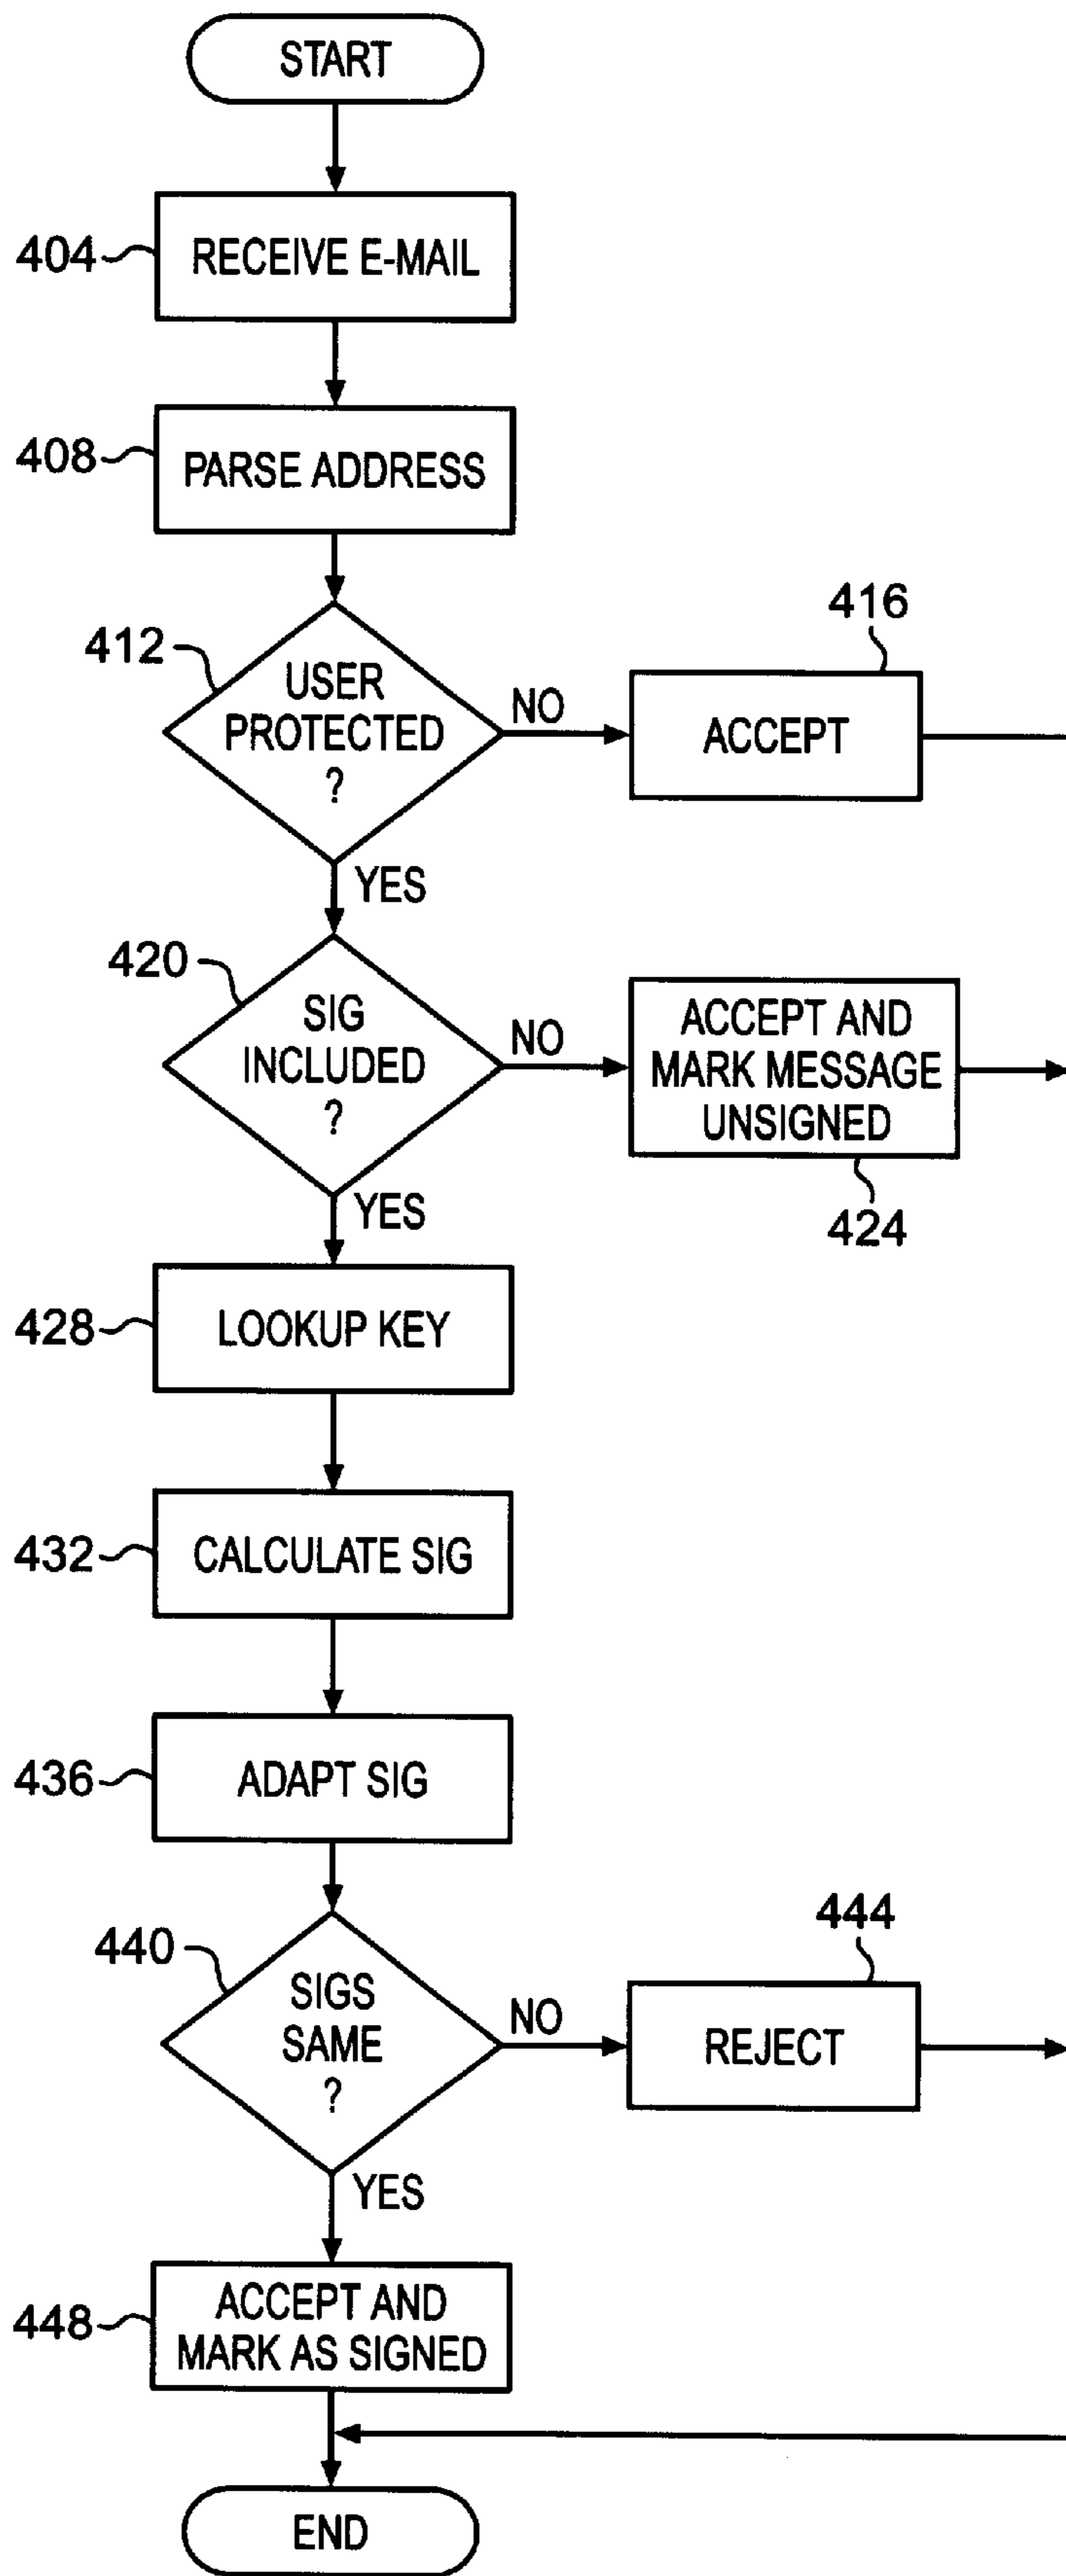 START
404
RECEIVE E-MAIL
408
PARSE ADDRESS
412
USER
PROTECTED
?
NO
416
ACCEPT
YES
420
SIG
INCLUDED
?
NO
ACCEPT AND
MARK MESSAGE
UNSIGNED
424
YES
428
LOOKUP KEY
432
CALCULATE SIG
436
ADAPT SIG
440
SIGS
SAME
?
NO
444
REJECT
YES
448
ACCEPT AND
MARK AS SIGNED
END